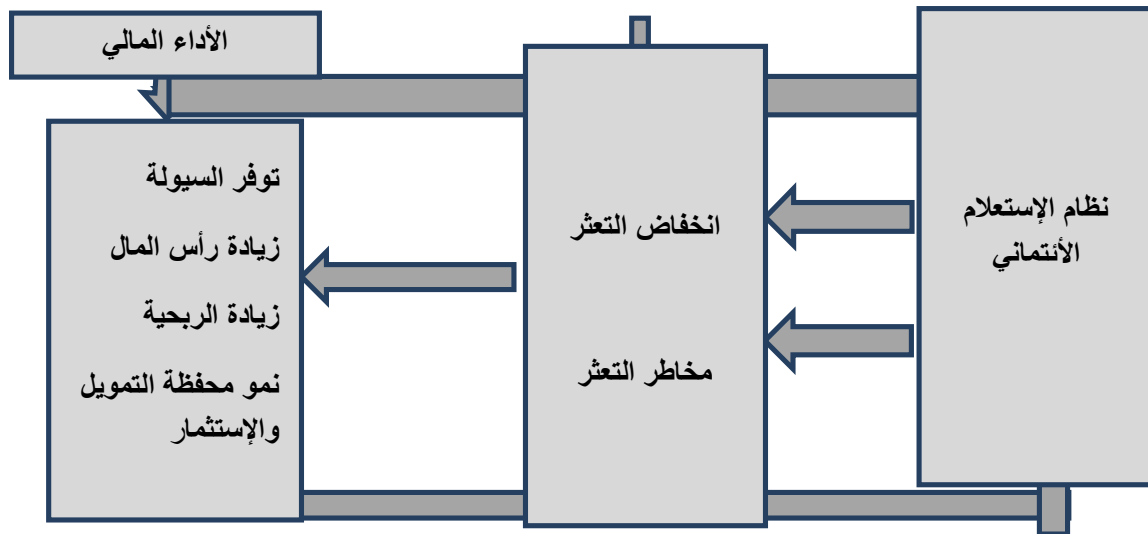 نظام الإستعلام
الأئتماني
انخفاض التعثر
مخاطر التعثر
الأداء المالي
توفر السيولة
زيادة رأس المال
زيادة الربحية
نمو محفظة التمويل
والإستثمار